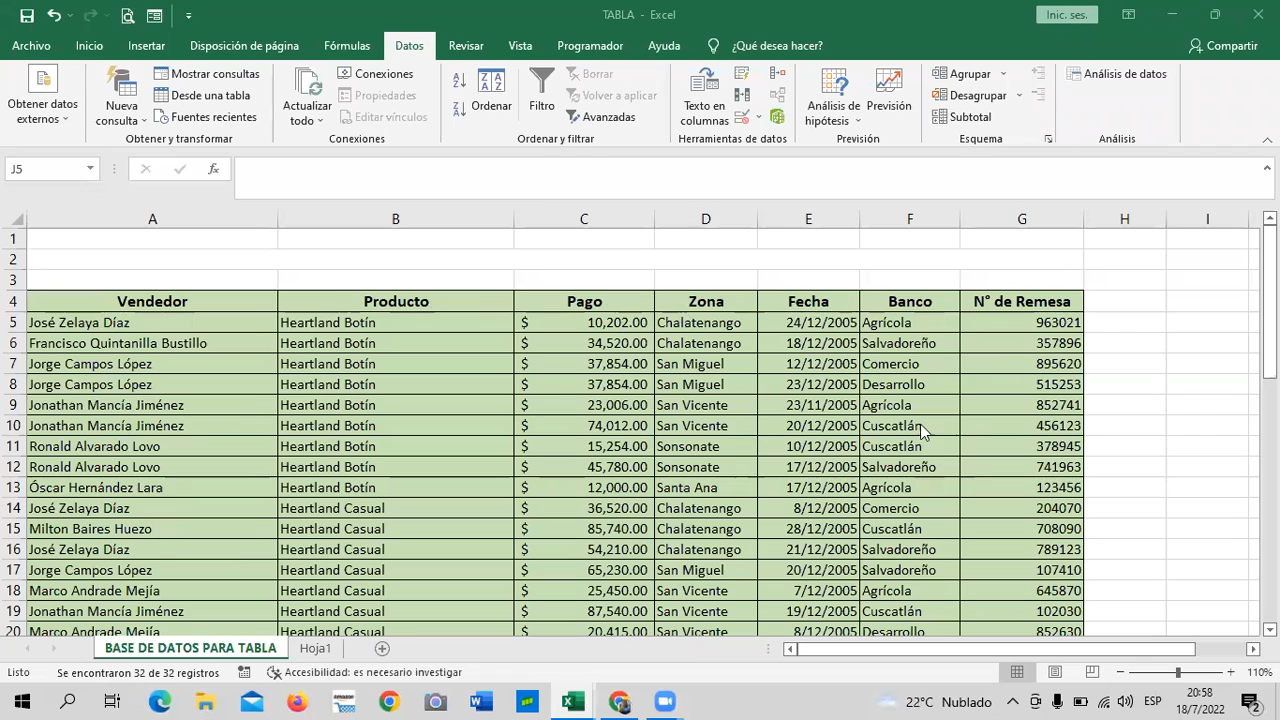 TABLA - Excel
Inic. ses.
Archivo Inicio Insertar Disposición de página Fórmulas Datos Revisar Vista Programador Ayuda ¿Qué desea hacer? Compartir
Obtener datos externos
Nueva consulta
Mostrar consultas
Desde una tabla
Fuentes recientes
Obtener y transformar
Actualizar todo
Conexiones
Propiedades
Editar vínculos
Conexiones
Ordenar
Filtro
Borrar
Volver a aplicar
Avanzadas
Ordenar y filtrar
Texto en columnas
Herramientas de datos
Análisis de hipótesis
Previsión
Previsión
Agrupar
Desagrupar
Subtotal
Esquema
Análisis de datos
Análisis
J5 fx
A B C D E F G H I
1
2
3
4 Vendedor Producto Pago Zona Fecha Banco N° de Remesa
5 José Zelaya Díaz Heartland Botín $ 10,202.00 Chalatenango 24/12/2005 Agrícola 963021
6 Francisco Quintanilla Bustillo Heartland Botín $ 34,520.00 Chalatenango 18/12/2005 Salvadoreño 357896
7 Jorge Campos López Heartland Botín $ 37,854.00 San Miguel 12/12/2005 Comercio 895620
8 Jorge Campos López Heartland Botín $ 37,854.00 San Miguel 23/12/2005 Desarrollo 515253
9 Jonathan Mancía Jiménez Heartland Botín $ 23,006.00 San Vicente 23/11/2005 Agrícola 852741
10 Jonathan Mancía Jiménez Heartland Botín $ 74,012.00 San Vicente 20/12/2005 Cuscatlán 456123
11 Ronald Alvarado Lovo Heartland Botín $ 15,254.00 Sonsonate 10/12/2005 Cuscatlán 378945
12 Ronald Alvarado Lovo Heartland Botín $ 45,780.00 Sonsonate 17/12/2005 Salvadoreño 741963
13 Óscar Hernández Lara Heartland Botín $ 12,000.00 Santa Ana 17/12/2005 Agrícola 123456
14 José Zelaya Díaz Heartland Casual $ 36,520.00 Chalatenango 8/12/2005 Comercio 204070
15 Milton Baires Huezo Heartland Casual $ 85,740.00 Chalatenango 28/12/2005 Cuscatlán 708090
16 José Zelaya Díaz Heartland Casual $ 54,210.00 Chalatenango 21/12/2005 Salvadoreño 789123
17 Jorge Campos López Heartland Casual $ 65,230.00 San Miguel 20/12/2005 Salvadoreño 107410
18 Marco Andrade Mejía Heartland Casual $ 25,450.00 San Vicente 7/12/2005 Agrícola 645870
19 Jonathan Mancía Jiménez Heartland Casual $ 87,540.00 San Vicente 19/12/2005 Cuscatlán 102030
20 Marco Andrade Mejía Heartland Casual $ 20,415.00 San Vicente 8/12/2005 Desarrollo 852630
BASE DE DATOS PARA TABLA Hoja1
Listo Se encontraron 32 de 32 registros Accesibilidad: es necesario investigar 110%
22°C Nublado ESP 20:58
18/7/2022 2